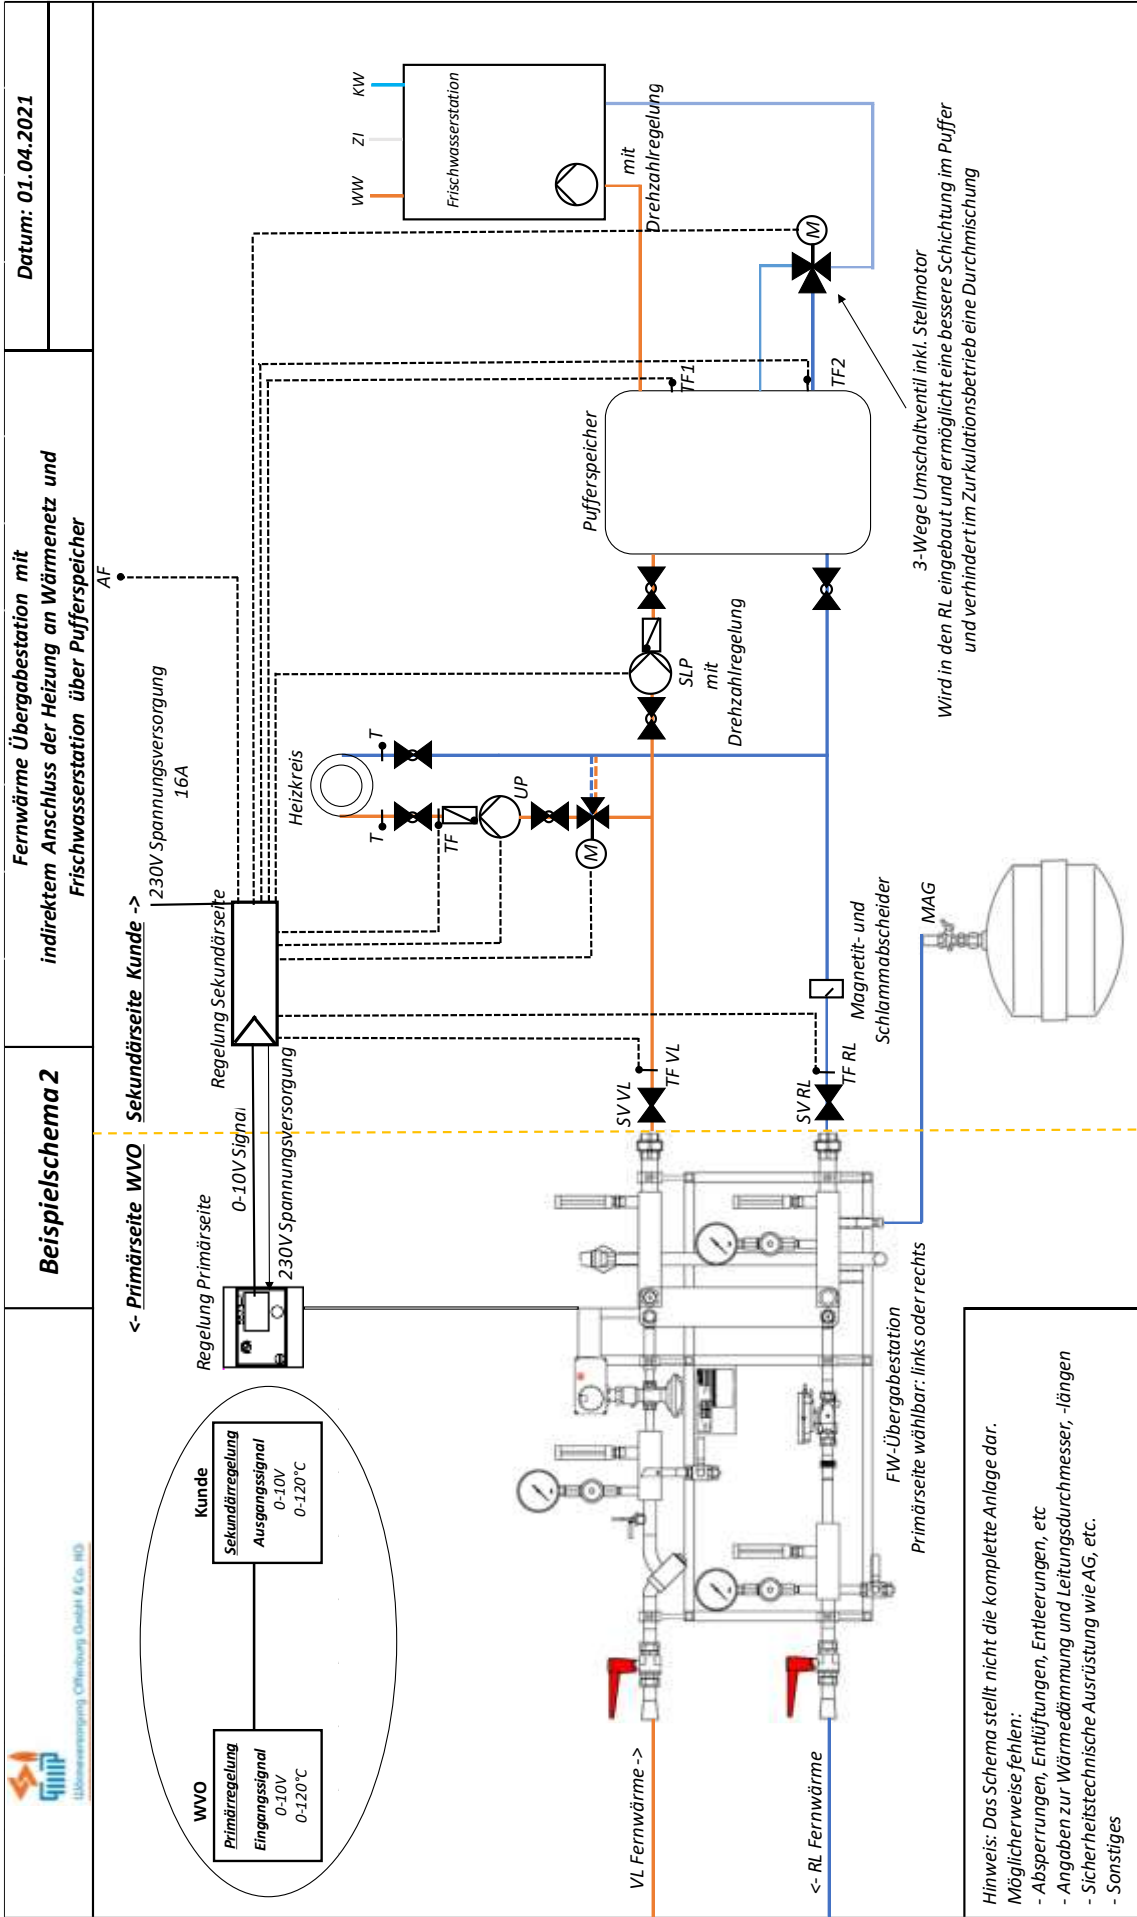 Wärmeversorgung Offenburg GmbH & Co. KG
Beispielschema 2
Fernwärme Übergabestation mit
indirektem Anschluss der Heizung an Wärmenetz und
Frischwasserstation über Pufferspeicher
Datum: 01.04.2021
<- Primärseite WVO
Sekundärseite Kunde ->
WVO
Primärregelung
Eingangssignal
0-10V
0-120°C
Kunde
Sekundärregelung
Ausgangssignal
0-10V
0-120°C
Regelung Primärseite
0-10V Signal
230V Spannungsversorgung
Regelung Sekundärseite
230V Spannungsversorgung
16A
AF
Heizkreis
T
T
TF
UP
M
WW
ZI
KW
Frischwasserstation
mit
Drehzahlregelung
M
Pufferspeicher
TF1
TF2
SLP
mit
Drehzahlregelung
SV VL
TF VL
SV RL
TF RL
Magnetit- und
Schlammabscheider
MAG
3-Wege Umschaltventil inkl. Stellmotor
Wird in den RL eingebaut und ermöglicht eine bessere Schichtung im Puffer
und verhindert im Zurkulationsbetrieb eine Durchmischung
VL Fernwärme ->
<- RL Fernwärme
FW-Übergabestation
Primärseite wählbar: links oder rechts
Hinweis: Das Schema stellt nicht die komplette Anlage dar.
Möglicherweise fehlen:
- Absperrungen, Entlüftungen, Entleerungen, etc
- Angaben zur Wärmedämmung und Leitungsdurchmesser, -längen
- Sicherheitstechnische Ausrüstung wie AG, etc.
- Sonstiges